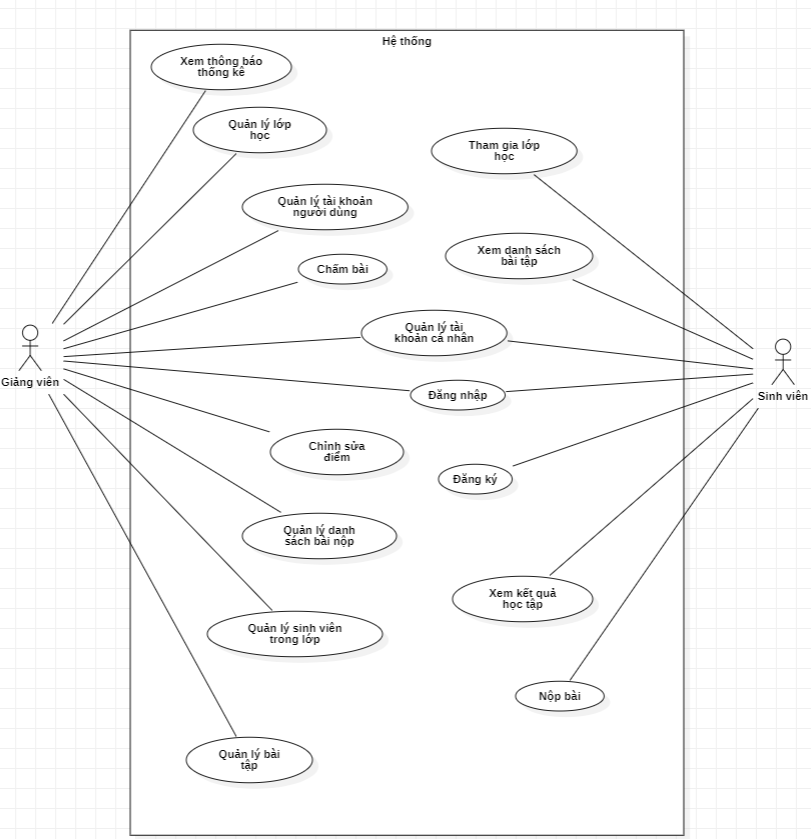 Hệ thống
Xem thông báo
thống kê
Quản lý lớp
học
Tham gia lớp
học
Quản lý tài khoản
người dùng
Xem danh sách
bài tập
Chấm bài
Quản lý tài
khoản cá nhân
Giảng viên
Sinh viên
Đăng nhập
Chỉnh sửa
điểm
Đăng ký
Quản lý danh
sách bài nộp
Xem kết quả
học tập
Quản lý sinh viên
trong lớp
Nộp bài
Quản lý bài
tập